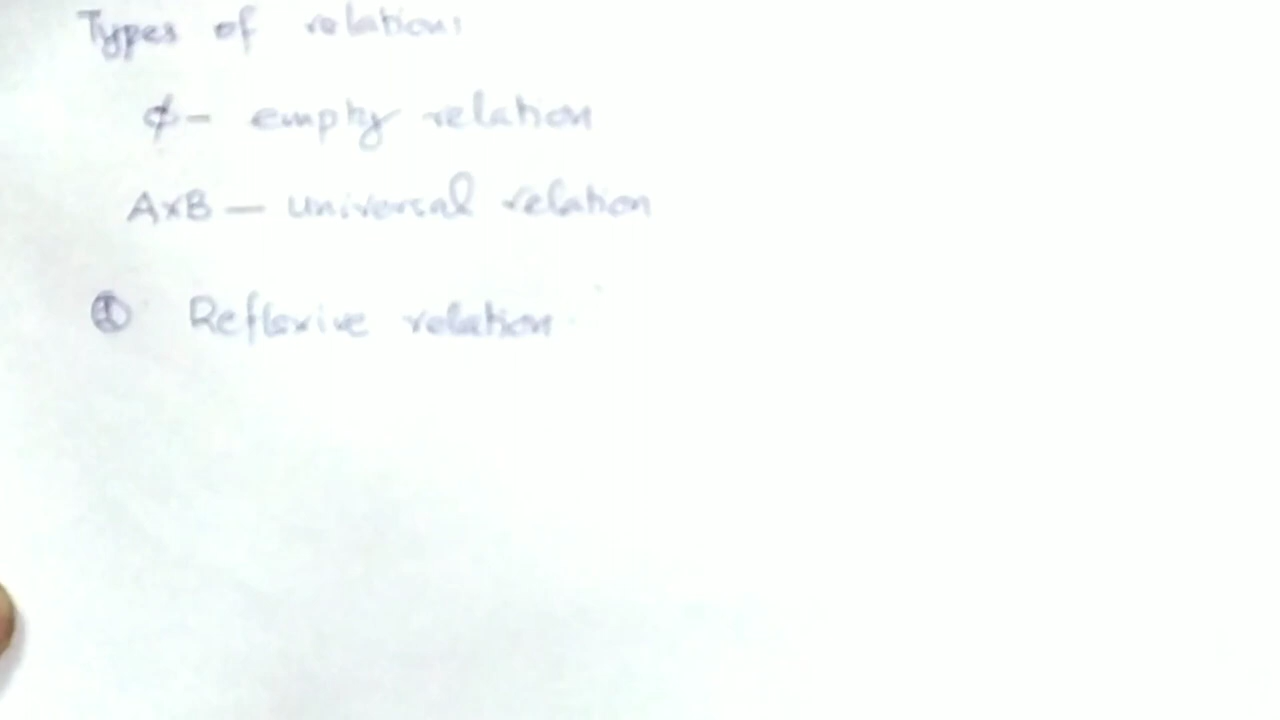 Types of relation:
ϕ- empty relation
A×B — universal relation
① Reflexive relation